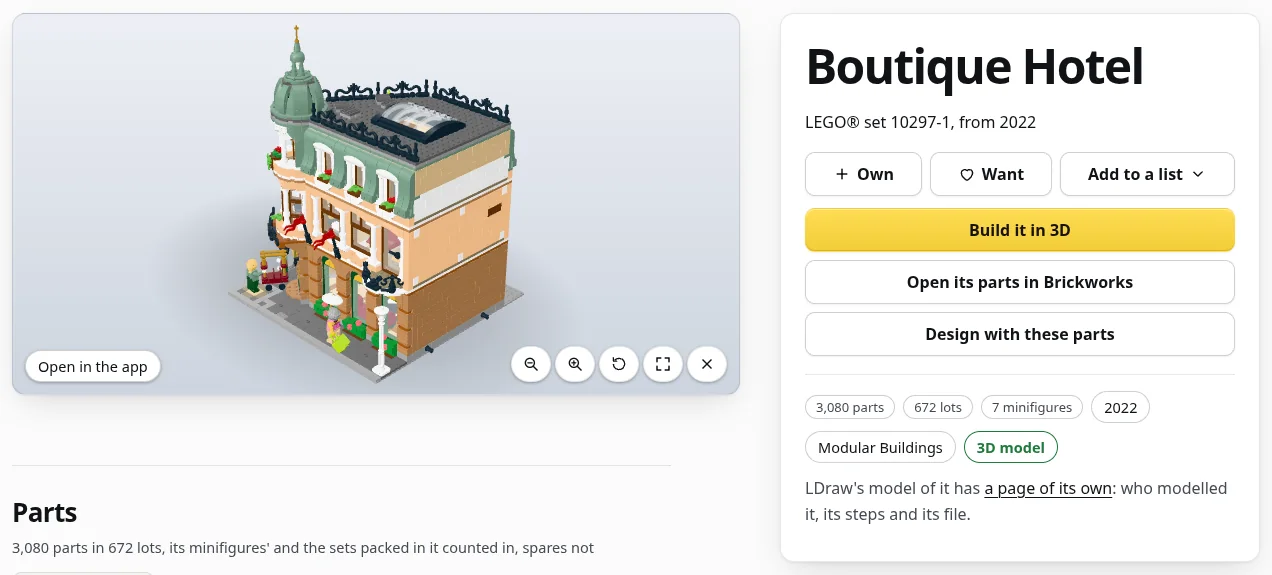 Open in the app
Parts
3,080 parts in 672 lots, its minifigures' and the sets packed in it counted in, spares not
Boutique Hotel
LEGO® set 10297-1, from 2022
Own
Want
Add to a list
Build it in 3D
Open its parts in Brickworks
Design with these parts
3,080 parts
672 lots
7 minifigures
2022
Modular Buildings
3D model
LDraw's model of it has a page of its own: who modelled
it, its steps and its file.